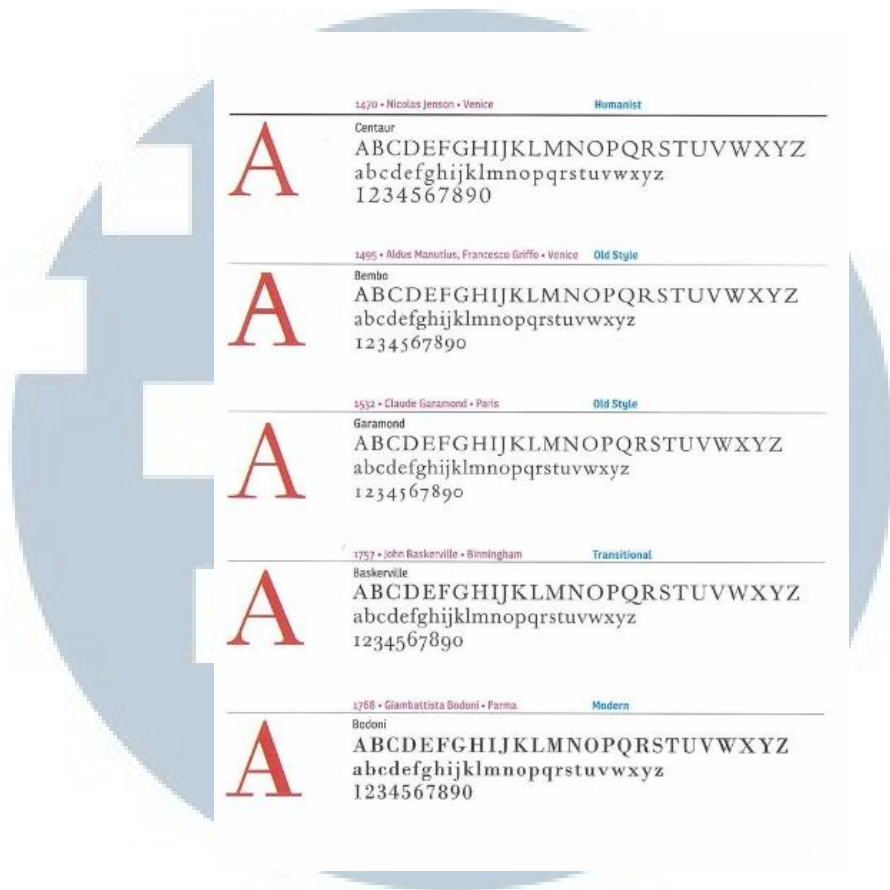 1470 • Nicolas Jenson • Venice Humanist
A
Centaur
ABCDEFGHIJKLMNOPQRSTUVWXYZ
abcdefghijklmnopqrstuvwxyz
1234567890
1495 • Aldus Manutius, Francesco Griffo • Venice Old Style
A
Bembo
ABCDEFGHIJKLMNOPQRSTUVWXYZ
abcdefghijklmnopqrstuvwxyz
1234567890
1532 • Claude Garamond • Paris Old Style
A
Garamond
ABCDEFGHIJKLMNOPQRSTUVWXYZ
abcdefghijklmnopqrstuvwxyz
1234567890
1757 • John Baskerville • Birmingham Transitional
A
Baskerville
ABCDEFGHIJKLMNOPQRSTUVWXYZ
abcdefghijklmnopqrstuvwxyz
1234567890
1768 • Giambattista Bodoni • Parma Modern
A
Bodoni
ABCDEFGHIJKLMNOPQRSTUVWXYZ
abcdefghijklmnopqrstuvwxyz
1234567890